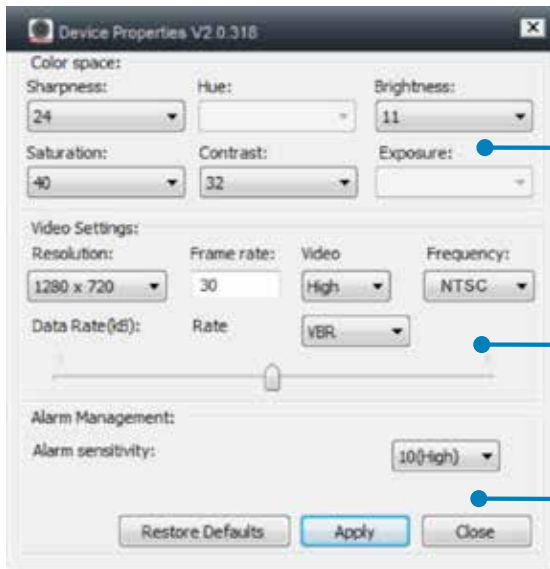 Device Properties V2.0.318
Color space:
Sharpness: Hue: Brightness:
24 11
Saturation: Contrast: Exposure:
40 32
Video Settings:
Resolution: Frame rate: Video Frequency:
1280 x 720 30 High NTSC
Data Rate(kB): Rate VBR
Alarm Management:
Alarm sensitivity: 10(High)
Restore Defaults Apply Close